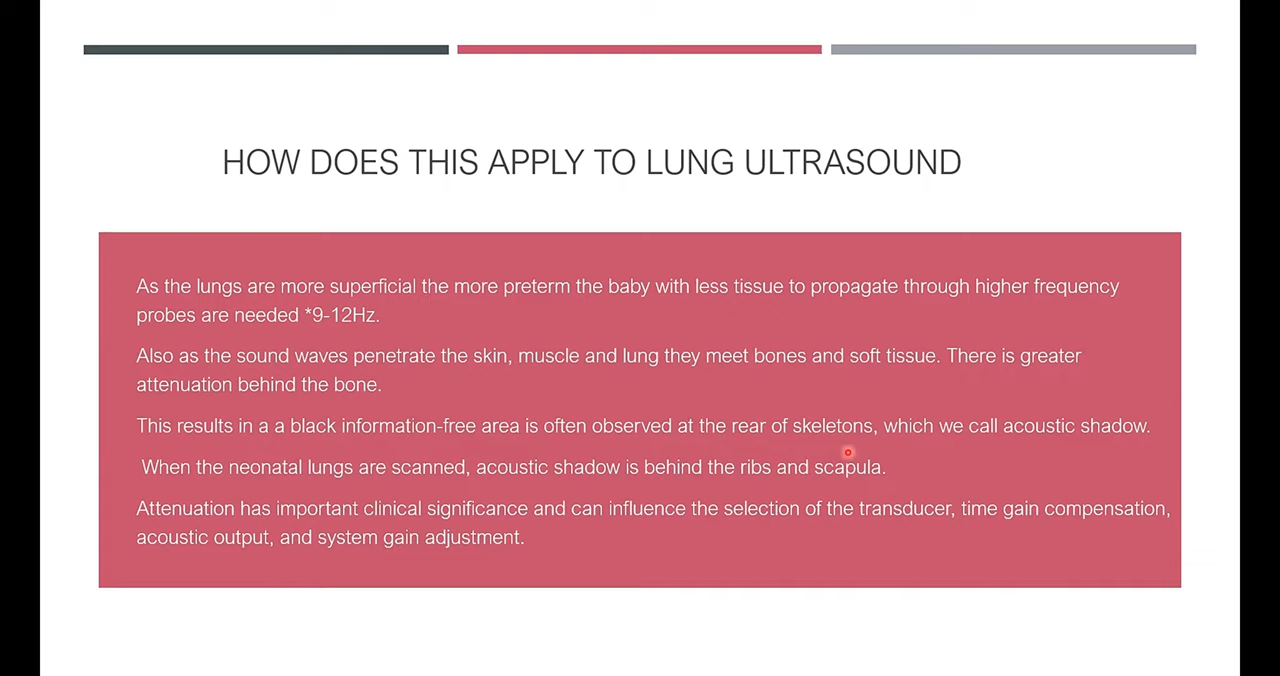 HOW DOES THIS APPLY TO LUNG ULTRASOUND
As the lungs are more superficial the more preterm the baby with less tissue to propagate through higher frequency
probes are needed *9-12Hz.
Also as the sound waves penetrate the skin, muscle and lung they meet bones and soft tissue. There is greater
attenuation behind the bone.
This results in a a black information-free area is often observed at the rear of skeletons, which we call acoustic shadow.
When the neonatal lungs are scanned, acoustic shadow is behind the ribs and scapula.
Attenuation has important clinical significance and can influence the selection of the transducer, time gain compensation,
acoustic output, and system gain adjustment.